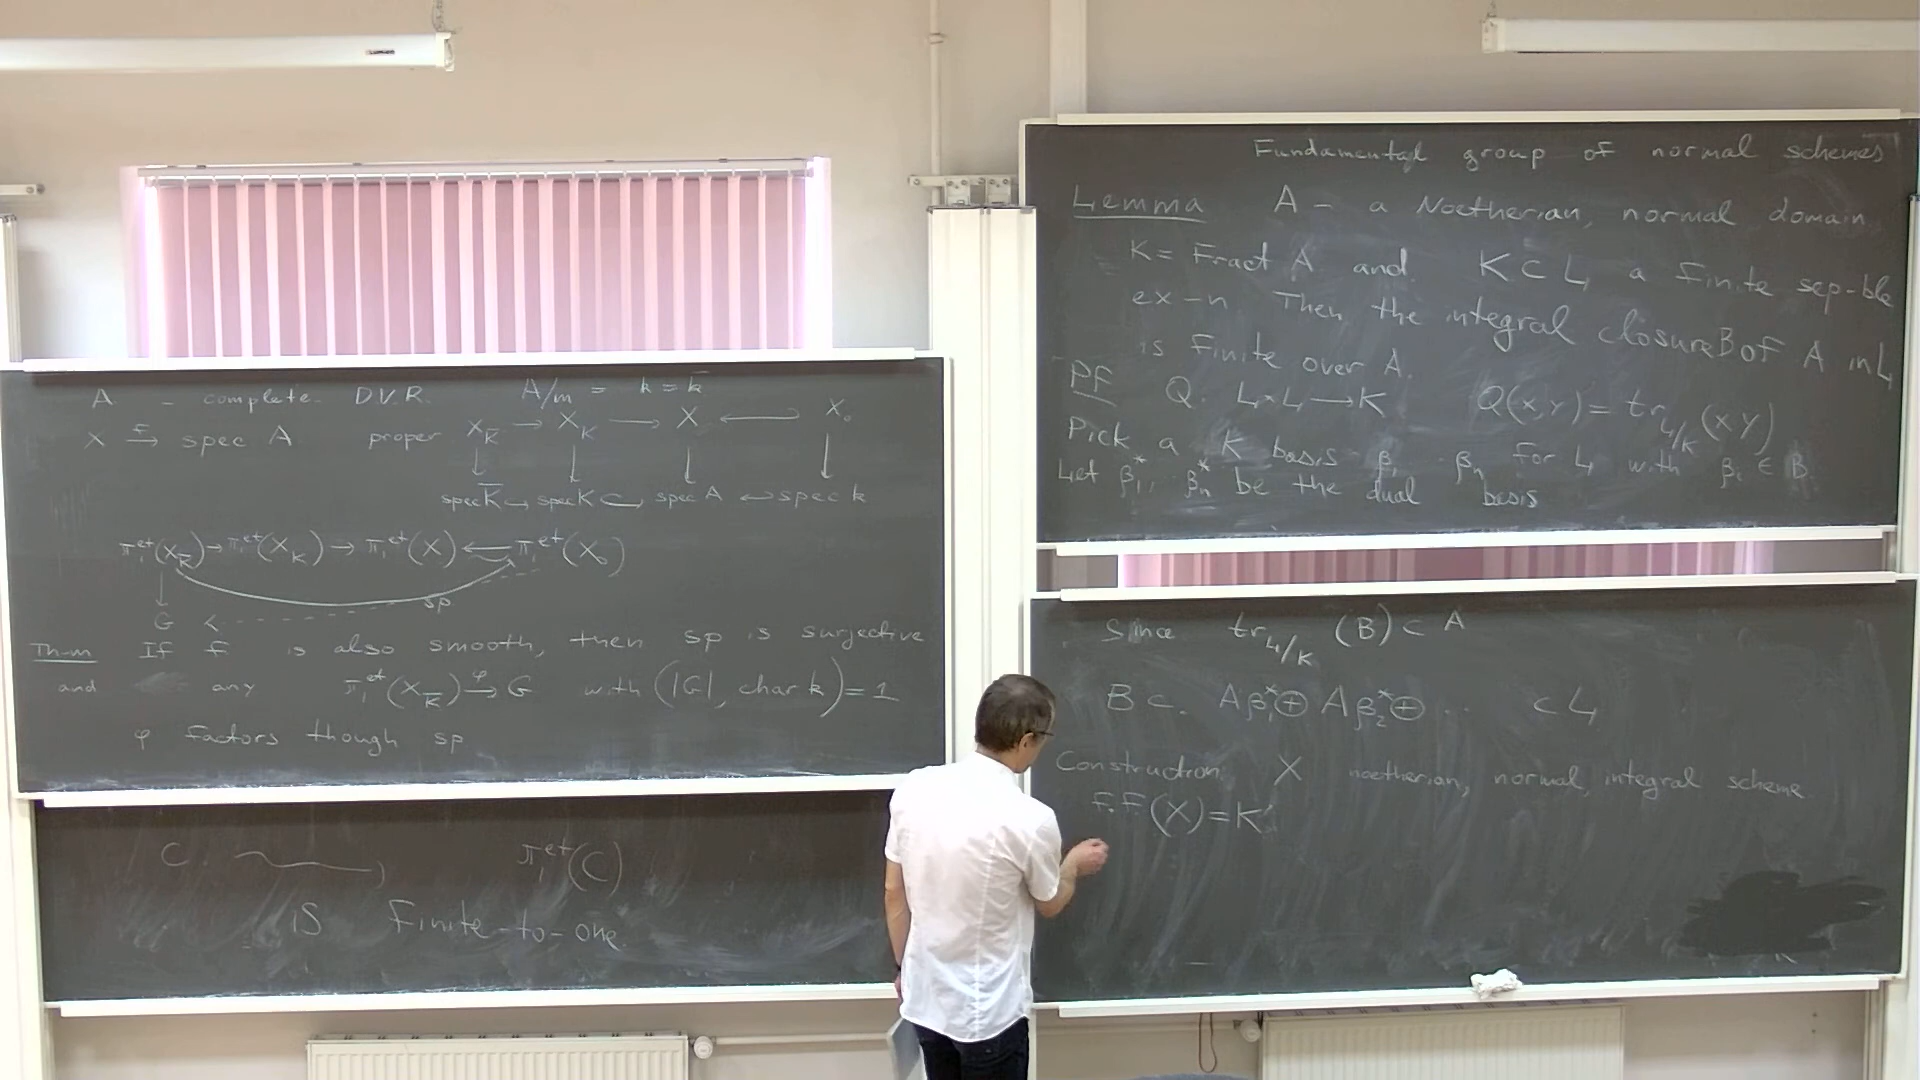 A - complete D.V.R. A/m = k = k̄
X →^f spec A proper X_K̄ → X_K → X ← X₀
spec K̄ ↪ spec K ↪ spec A ↩ spec k
π₁^et(X_K̄) → π₁^et(X_K) → π₁^et(X) ⇐ π₁^et(X₀)
sp
G
Th-m If f is also smooth, then sp is surjective
and any π₁^et(X_K̄) →^φ G with (|G|, char k) = 1
φ factors though sp
C π₁^et(C)
is finite-to-one.
Fundamental group of normal schemes
Lemma A - a Noetherian, normal domain
K = Fract A and K ⊂ L a finite sep-ble
ex-n Then the integral closure B of A in L
is finite over A.
Pf Q: L×L → K Q(x,y) = tr_{L/K}(xy)
Pick a K basis β₁ βₙ for L with βᵢ ∈ B.
Let β₁* .. βₙ* be the dual basis
Since tr_{L/K}(B) ⊂ A
B ⊂ Aβ₁* ⊕ Aβ₂* ⊕ ... ⊂ L
Construction X noetherian, normal, integral scheme.
f.f.(X) = K